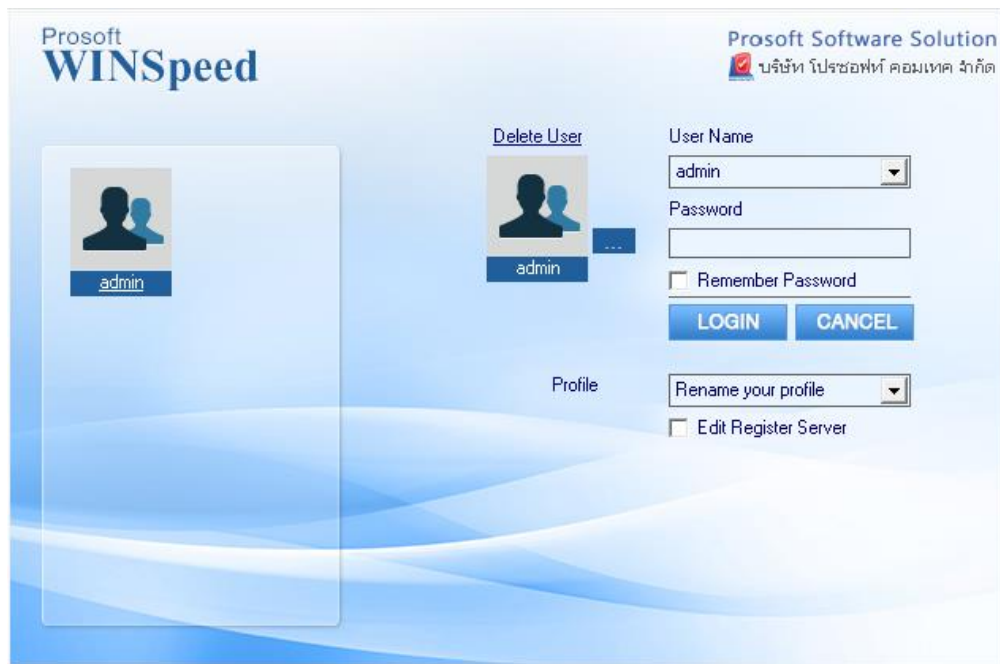 Prosoft
WINSpeed
Prosoft Software Solution
บริษัท โปรซอฟท์ คอมเทค จำกัด
admin
Delete User
...
admin
User Name
admin
Password
Remember Password
LOGIN
CANCEL
Profile
Rename your profile
Edit Register Server